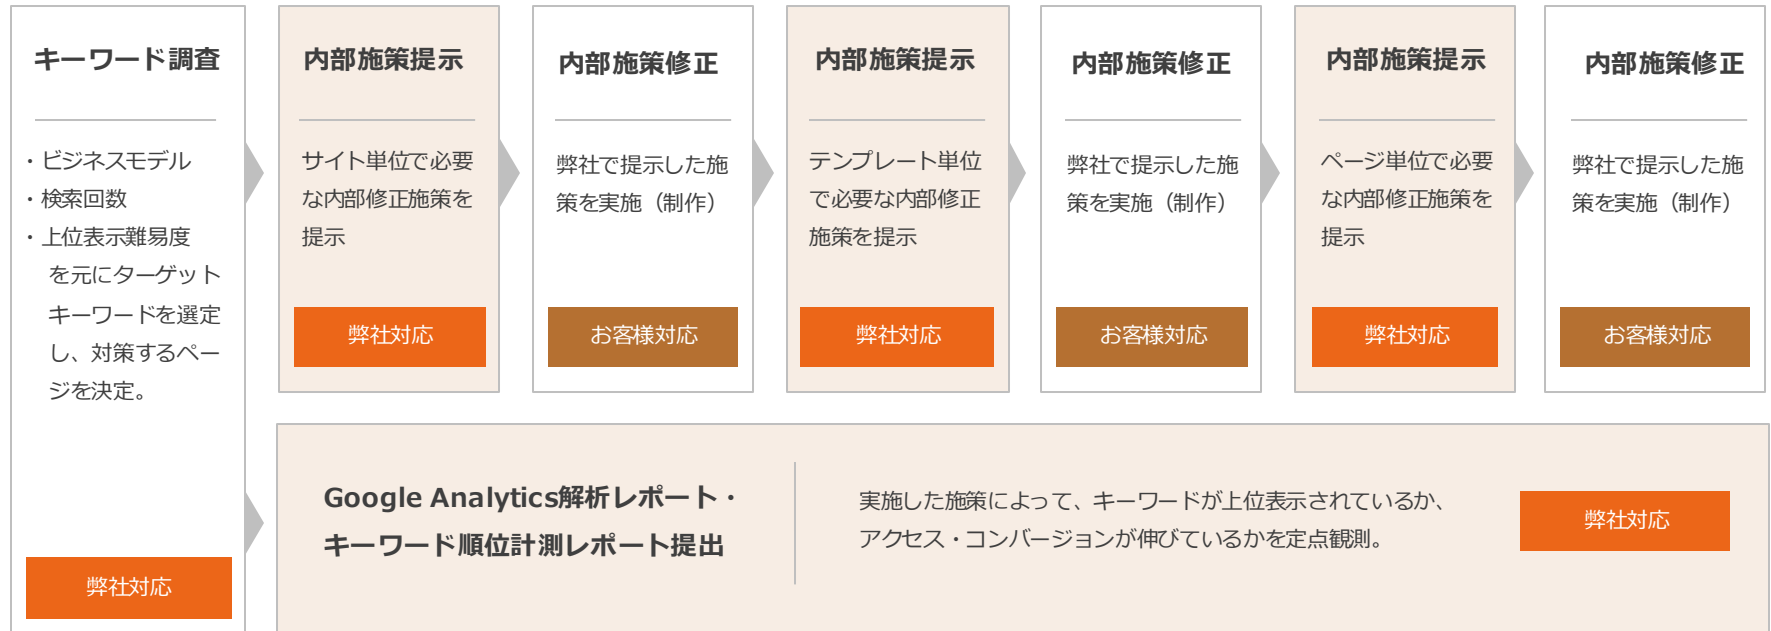 キーワード調査
・ビジネスモデル
・検索回数
・上位表示難易度
を元にターゲット
キーワードを選定
し、対策するペー
ジを決定。
弊社対応
内部施策提示
サイト単位で必要
な内部修正施策を
提示
弊社対応
内部施策修正
弊社で提示した施
策を実施（制作）
お客様対応
内部施策提示
テンプレート単位
で必要な内部修正
施策を提示
弊社対応
内部施策修正
弊社で提示した施
策を実施（制作）
お客様対応
内部施策提示
ページ単位で必要
な内部修正施策を
提示
弊社対応
内部施策修正
弊社で提示した施
策を実施（制作）
お客様対応
Google Analytics解析レポート・
キーワード順位計測レポート提出
実施した施策によって、キーワードが上位表示されているか、
アクセス・コンバージョンが伸びているかを定点観測。
弊社対応